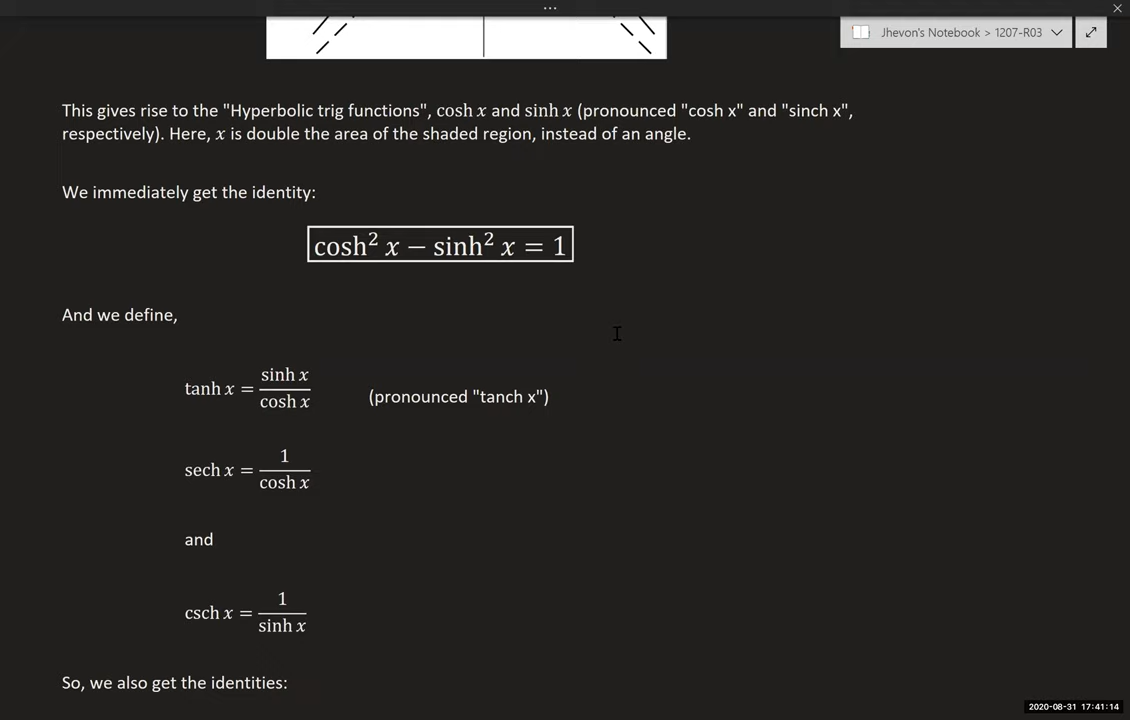 Jhevon's Notebook > 1207-R03
This gives rise to the "Hyperbolic trig functions", cosh x and sinh x (pronounced "cosh x" and "sinch x",
respectively). Here, x is double the area of the shaded region, instead of an angle.
We immediately get the identity:
cosh² x − sinh² x = 1
And we define,
tanh x = sinh x / cosh x (pronounced "tanch x")
sech x = 1 / cosh x
and
csch x = 1 / sinh x
So, we also get the identities:
2020-08-31 17:41:14